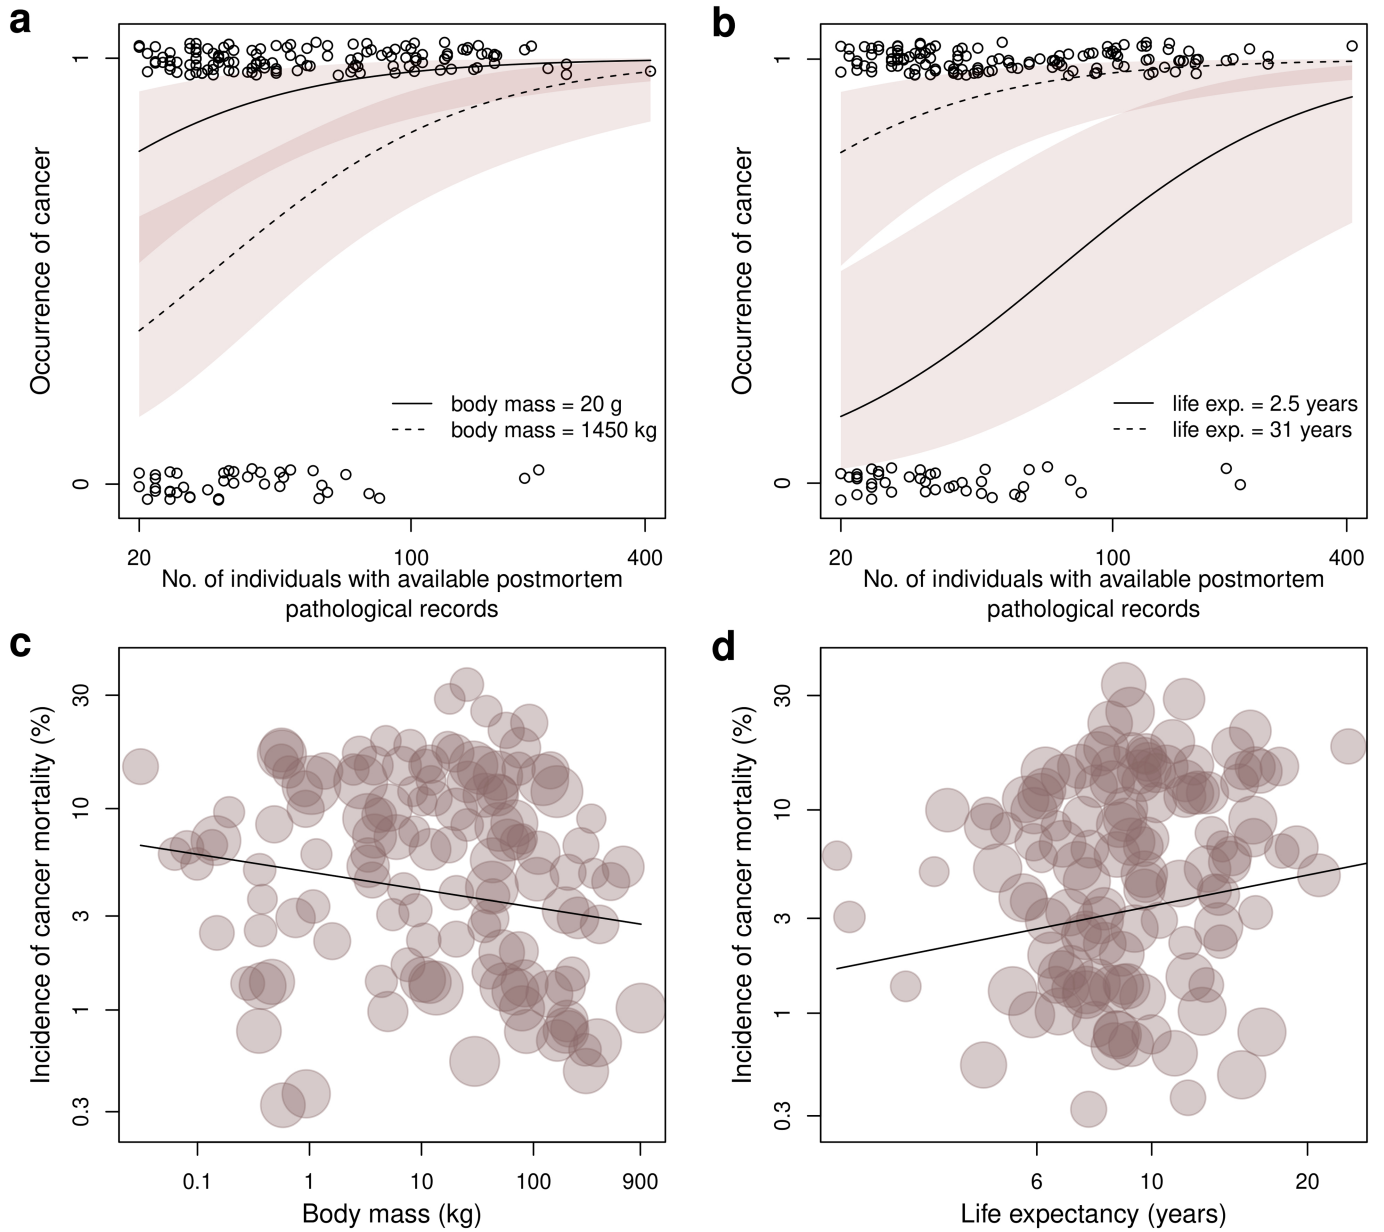 a
Occurrence of cancer
1
0
body mass = 20 g
body mass = 1450 kg
20 100 400
No. of individuals with available postmortem
pathological records
b
Occurrence of cancer
1
0
life exp. = 2.5 years
life exp. = 31 years
20 100 400
No. of individuals with available postmortem
pathological records
c
Incidence of cancer mortality (%)
30
10
3
1
0.3
0.1 1 10 100 900
Body mass (kg)
d
Incidence of cancer mortality (%)
30
10
3
1
0.3
6 10 20
Life expectancy (years)